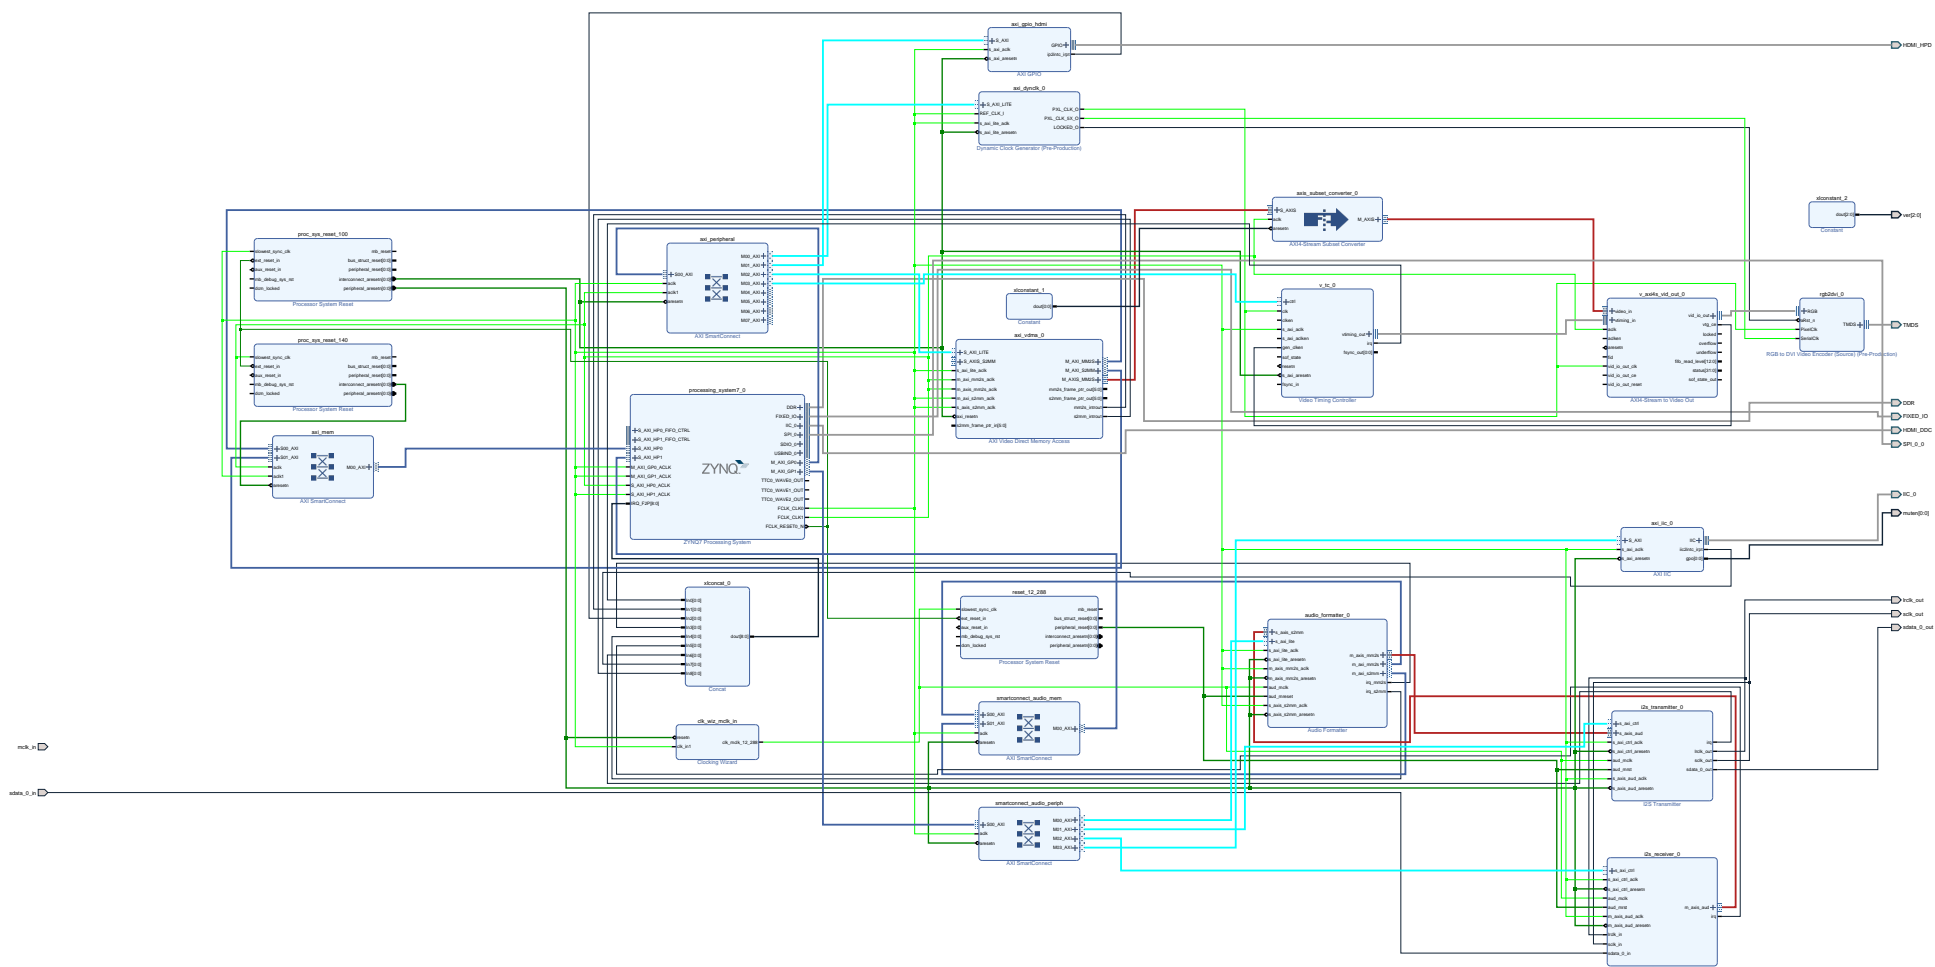 axi_gpio_hdmi
S_AXI
s_axi_aclk
s_axi_aresetn
GPIO
ip2intc_irpt
AXI GPIO
HDMI_HPD
axi_dynclk_0
S_AXI_LITE
REF_CLK_I
s_axi_lite_aclk
s_axi_lite_aresetn
PXL_CLK_O
PXL_CLK_5X_O
LOCKED_O
Dynamic Clock Generator (Pre-Production)
axis_subset_converter_0
S_AXIS
aclk
aresetn
M_AXIS
AXI4-Stream Subset Converter
xlconstant_2
dout[2:0]
Constant
ver[2:0]
proc_sys_reset_100
slowest_sync_clk
ext_reset_in
aux_reset_in
mb_debug_sys_rst
dcm_locked
mb_reset
bus_struct_reset[0:0]
peripheral_reset[0:0]
interconnect_aresetn[0:0]
peripheral_aresetn[0:0]
Processor System Reset
axi_peripheral
S00_AXI
aclk
aclk1
aresetn
M00_AXI
M01_AXI
M02_AXI
M03_AXI
M04_AXI
M05_AXI
M06_AXI
M07_AXI
AXI SmartConnect
xlconstant_1
dout[0:0]
Constant
v_tc_0
ctrl
clk
clken
s_axi_aclk
s_axi_aclken
gen_clken
sof_state
resetn
s_axi_aresetn
fsync_in
vtiming_out
irq
fsync_out[0:0]
Video Timing Controller
v_axi4s_vid_out_0
video_in
vtiming_in
aclk
aclken
aresetn
fid
vid_io_out_clk
vid_io_out_ce
vid_io_out_reset
vid_io_out
vtg_ce
locked
overflow
underflow
fifo_read_level[12:0]
status[31:0]
sof_state_out
AXI4-Stream to Video Out
rgb2dvi_0
RGB
aRst_n
PixelClk
SerialClk
TMDS
RGB to DVI Video Encoder (Source) (Pre-Production)
TMDS
proc_sys_reset_140
slowest_sync_clk
ext_reset_in
aux_reset_in
mb_debug_sys_rst
dcm_locked
mb_reset
bus_struct_reset[0:0]
peripheral_reset[0:0]
interconnect_aresetn[0:0]
peripheral_aresetn[0:0]
Processor System Reset
axi_vdma_0
S_AXI_LITE
S_AXIS_S2MM
s_axi_lite_aclk
m_axi_mm2s_aclk
m_axis_mm2s_aclk
m_axi_s2mm_aclk
s_axis_s2mm_aclk
axi_resetn
s2mm_frame_ptr_in[5:0]
M_AXI_MM2S
M_AXI_S2MM
M_AXIS_MM2S
mm2s_frame_ptr_out[5:0]
s2mm_frame_ptr_out[5:0]
mm2s_introut
s2mm_introut
AXI Video Direct Memory Access
processing_system7_0
S_AXI_HP0_FIFO_CTRL
S_AXI_HP1_FIFO_CTRL
S_AXI_HP0
S_AXI_HP1
M_AXI_GP0_ACLK
M_AXI_GP1_ACLK
S_AXI_HP0_ACLK
S_AXI_HP1_ACLK
IRQ_F2P[8:0]
ZYNQ
DDR
FIXED_IO
IIC_0
SPI_0
SDIO_0
USBIND_0
M_AXI_GP0
M_AXI_GP1
TTC0_WAVE0_OUT
TTC0_WAVE1_OUT
TTC0_WAVE2_OUT
FCLK_CLK0
FCLK_CLK1
FCLK_RESET0_N
ZYNQ7 Processing System
DDR
FIXED_IO
HDMI_DDC
SPI_0_0
axi_mem
S00_AXI
S01_AXI
aclk
aclk1
aresetn
M00_AXI
AXI SmartConnect
IIC_0
muten[0:0]
axi_iic_0
S_AXI
s_axi_aclk
s_axi_aresetn
IIC
iic2intc_irpt
gpo[0:0]
AXI IIC
xlconcat_0
In0[0:0]
In1[0:0]
In2[0:0]
In3[0:0]
In4[0:0]
In5[0:0]
In6[0:0]
In7[0:0]
In8[0:0]
dout[8:0]
Concat
reset_12_288
slowest_sync_clk
ext_reset_in
aux_reset_in
mb_debug_sys_rst
dcm_locked
mb_reset
bus_struct_reset[0:0]
peripheral_reset[0:0]
interconnect_aresetn[0:0]
peripheral_aresetn[0:0]
Processor System Reset
audio_formatter_0
s_axis_s2mm
s_axi_lite
s_axi_lite_aclk
s_axi_lite_aresetn
m_axis_mm2s_aclk
m_axis_mm2s_aresetn
aud_mclk
aud_mreset
s_axis_s2mm_aclk
s_axis_s2mm_aresetn
m_axis_mm2s
m_axi_mm2s
m_axi_s2mm
irq_mm2s
irq_s2mm
Audio Formatter
lrclk_out
sclk_out
sdata_0_out
smartconnect_audio_mem
S00_AXI
S01_AXI
aclk
aresetn
M00_AXI
AXI SmartConnect
clk_wiz_mclk_in
resetn
clk_in1
clk_mclk_12_288
Clocking Wizard
i2s_transmitter_0
s_axi_ctrl
s_axis_aud
s_axi_ctrl_aclk
s_axi_ctrl_aresetn
aud_mclk
aud_mrst
s_axis_aud_aclk
s_axis_aud_aresetn
irq
lrclk_out
sclk_out
sdata_0_out
I2S Transmitter
mclk_in
sdata_0_in
smartconnect_audio_periph
S00_AXI
aclk
aresetn
M00_AXI
M01_AXI
M02_AXI
M03_AXI
AXI SmartConnect
i2s_receiver_0
s_axi_ctrl
s_axi_ctrl_aclk
s_axi_ctrl_aresetn
aud_mclk
aud_mrst
m_axis_aud_aclk
m_axis_aud_aresetn
lrclk_in
sclk_in
sdata_0_in
m_axis_aud
irq